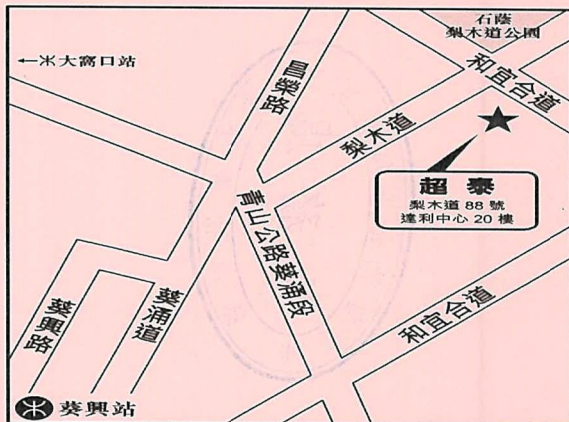 石蔭
梨木道公園
←大窩口站
昌榮路
和宜合道
梨木道
超泰
梨木道 88 號
達利中心 20 樓
青山公路葵涌段
和宜合道
葵涌道
葵興路
葵興站